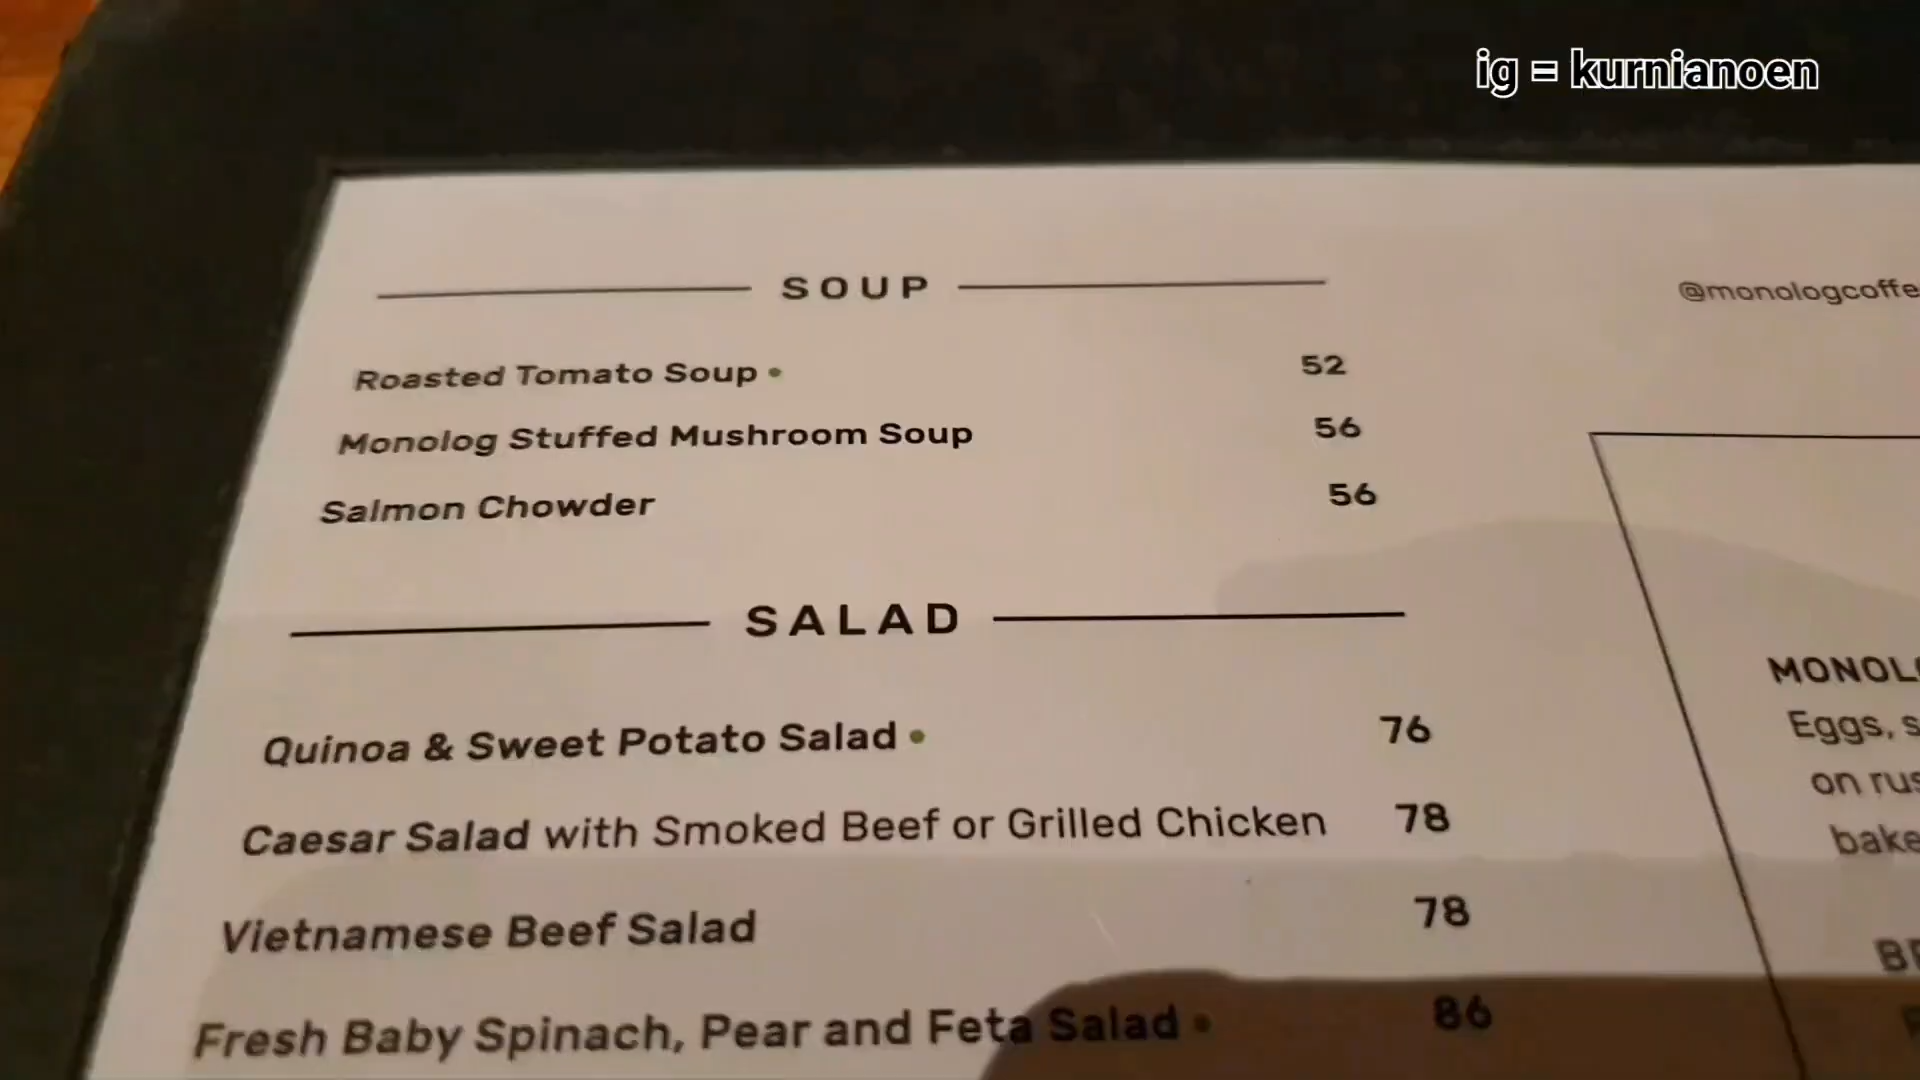 ig = kurnianoen
SOUP
@monologcoffe
Roasted Tomato Soup • 52
Monolog Stuffed Mushroom Soup 56
Salmon Chowder 56
SALAD
Quinoa & Sweet Potato Salad • 76
Caesar Salad with Smoked Beef or Grilled Chicken 78
Vietnamese Beef Salad 78
Fresh Baby Spinach, Pear and Feta Salad • 86
MONOL
Eggs, s
on rus
bake